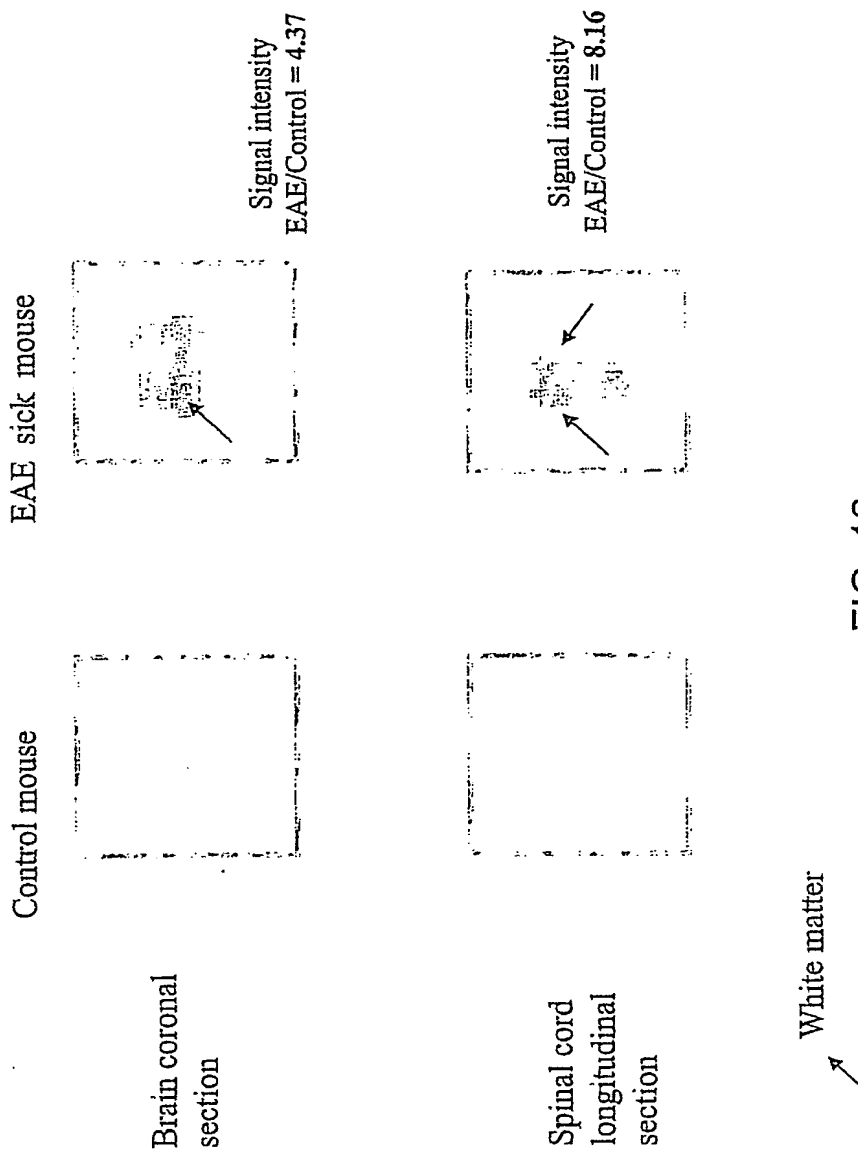 Control mouse
EAE sick mouse
Brain coronal
section
Signal intensity
EAE/Control = 4.37
Spinal cord
longitudinal
section
Signal intensity
EAE/Control = 8.16
White matter